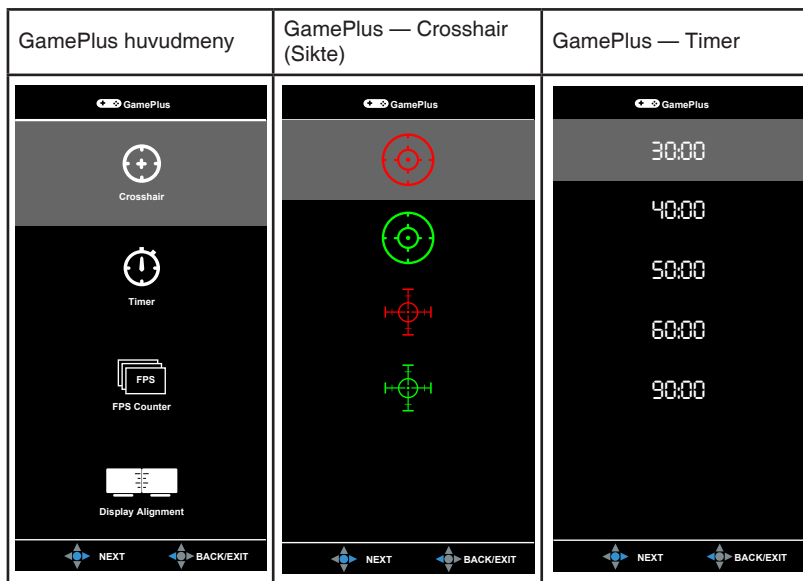 GamePlus huvudmeny
GamePlus — Crosshair
(Sikte)
GamePlus — Timer
GamePlus
Crosshair
Timer
FPS
FPS Counter
Display Alignment
NEXT BACK/EXIT
GamePlus
NEXT BACK/EXIT
GamePlus
30:00
40:00
50:00
60:00
90:00
NEXT BACK/EXIT